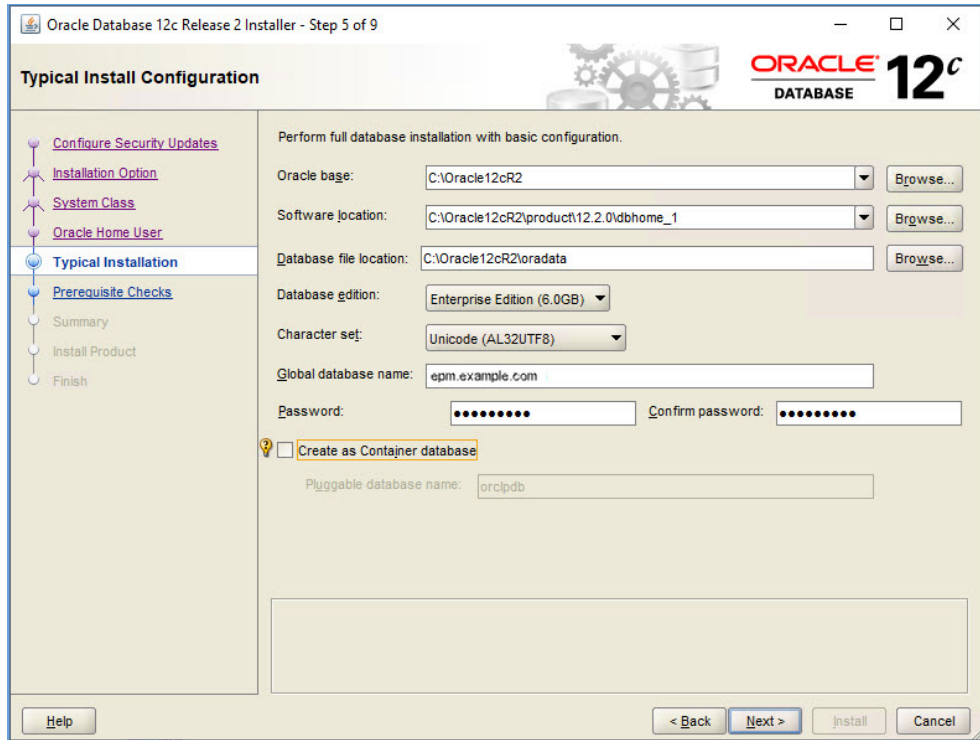 Oracle Database 12c Release 2 Installer - Step 5 of 9
Typical Install Configuration
ORACLE DATABASE 12c
Configure Security Updates
Installation Option
System Class
Oracle Home User
Typical Installation
Prerequisite Checks
Summary
Install Product
Finish
Perform full database installation with basic configuration.
Oracle base: C:\Oracle12cR2 Browse...
Software location: C:\Oracle12cR2\product\12.2.0\dbhome_1 Browse...
Database file location: C:\Oracle12cR2\oradata Browse...
Database edition: Enterprise Edition (6.0GB)
Character set: Unicode (AL32UTF8)
Global database name: epm.example.com
Password: ●●●●●●●●● Confirm password: ●●●●●●●●●
Create as Container database
Pluggable database name: orclpdb
Help < Back Next > Install Cancel